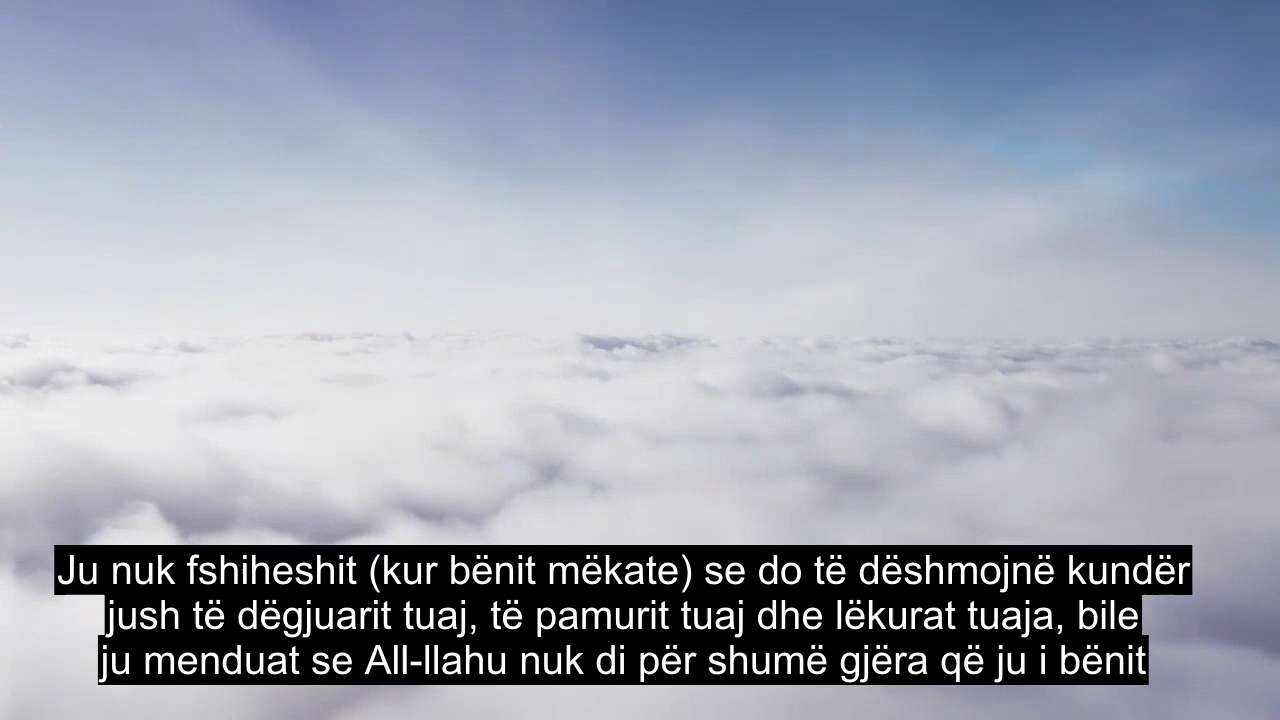 Ju nuk fshiheshit (kur bënit mëkate) se do të dëshmojnë kundër
jush të dëgjuarit tuaj, të pamurit tuaj dhe lëkurat tuaja, bile
ju menduat se All-llahu nuk di për shumë gjëra që ju i bënit